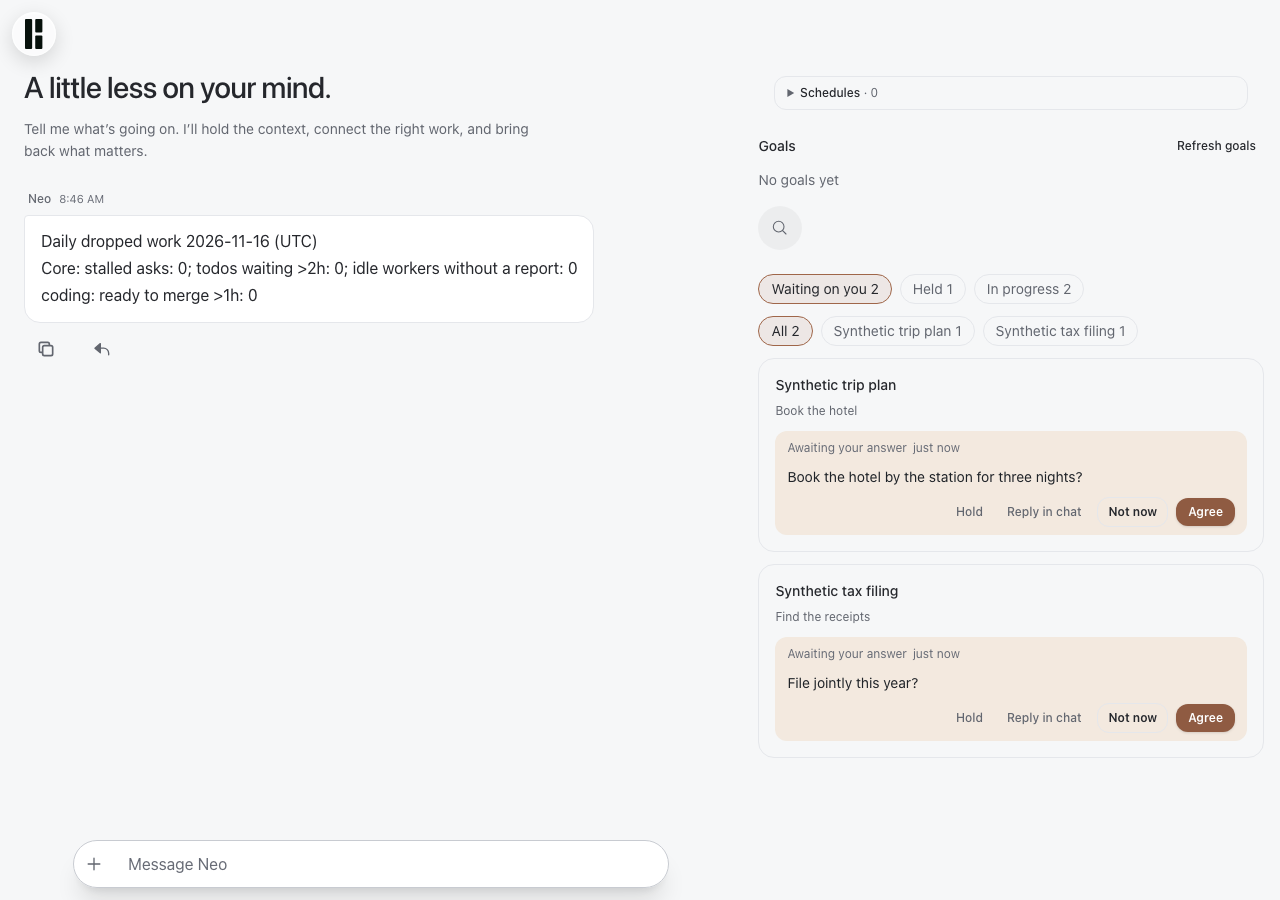 A little less on your mind.
Tell me what’s going on. I’ll hold the context, connect the right work, and bring
back what matters.
Neo 8:46 AM
Daily dropped work 2026-11-16 (UTC)
Core: stalled asks: 0; todos waiting >2h: 0; idle workers without a report: 0
coding: ready to merge >1h: 0
Message Neo
Schedules · 0
Goals
Refresh goals
No goals yet
Waiting on you 2
Held 1
In progress 2
All 2
Synthetic trip plan 1
Synthetic tax filing 1
Synthetic trip plan
Book the hotel
Awaiting your answer just now
Book the hotel by the station for three nights?
Hold
Reply in chat
Not now
Agree
Synthetic tax filing
Find the receipts
Awaiting your answer just now
File jointly this year?
Hold
Reply in chat
Not now
Agree